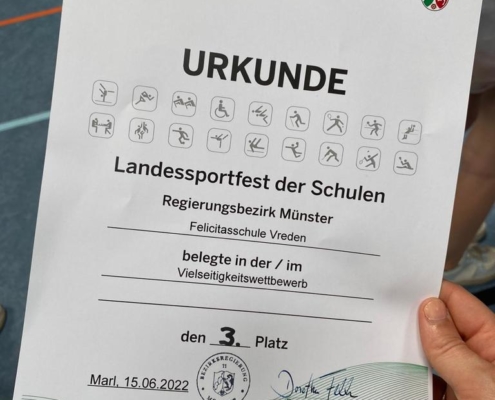 URKUNDE
Landessportfest der Schulen
Regierungsbezirk Münster
Felicitasschule Vreden
belegte in der / im
Vielseitigkeitswettbewerb
den 3. Platz
Marl, 15.06.2022
BEZIRKSREGIERUNG